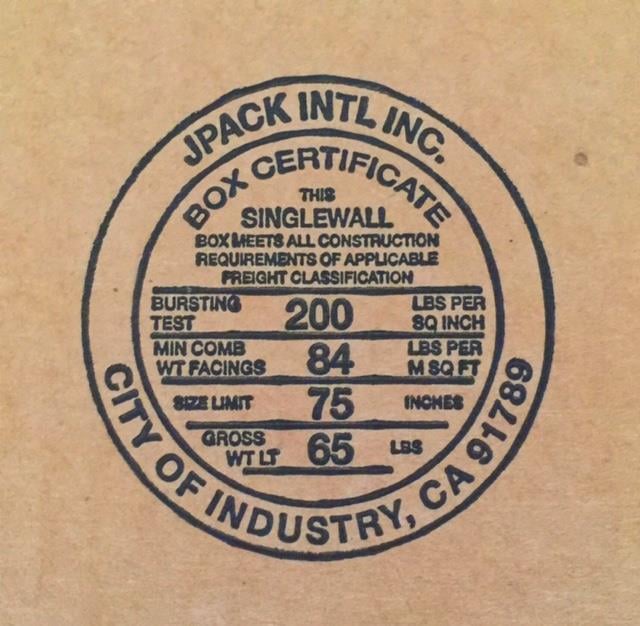 JPACK INTL INC.
BOX CERTIFICATE
THIS
SINGLEWALL
BOX MEETS ALL CONSTRUCTION
REQUIREMENTS OF APPLICABLE
FREIGHT CLASSIFICATION
BURSTING TEST 200 LBS PER SQ INCH
MIN COMB WT FACINGS 84 LBS PER M SQ FT
SIZE LIMIT 75 INCHES
GROSS WT LT 65 LBS
CITY OF INDUSTRY, CA 91789